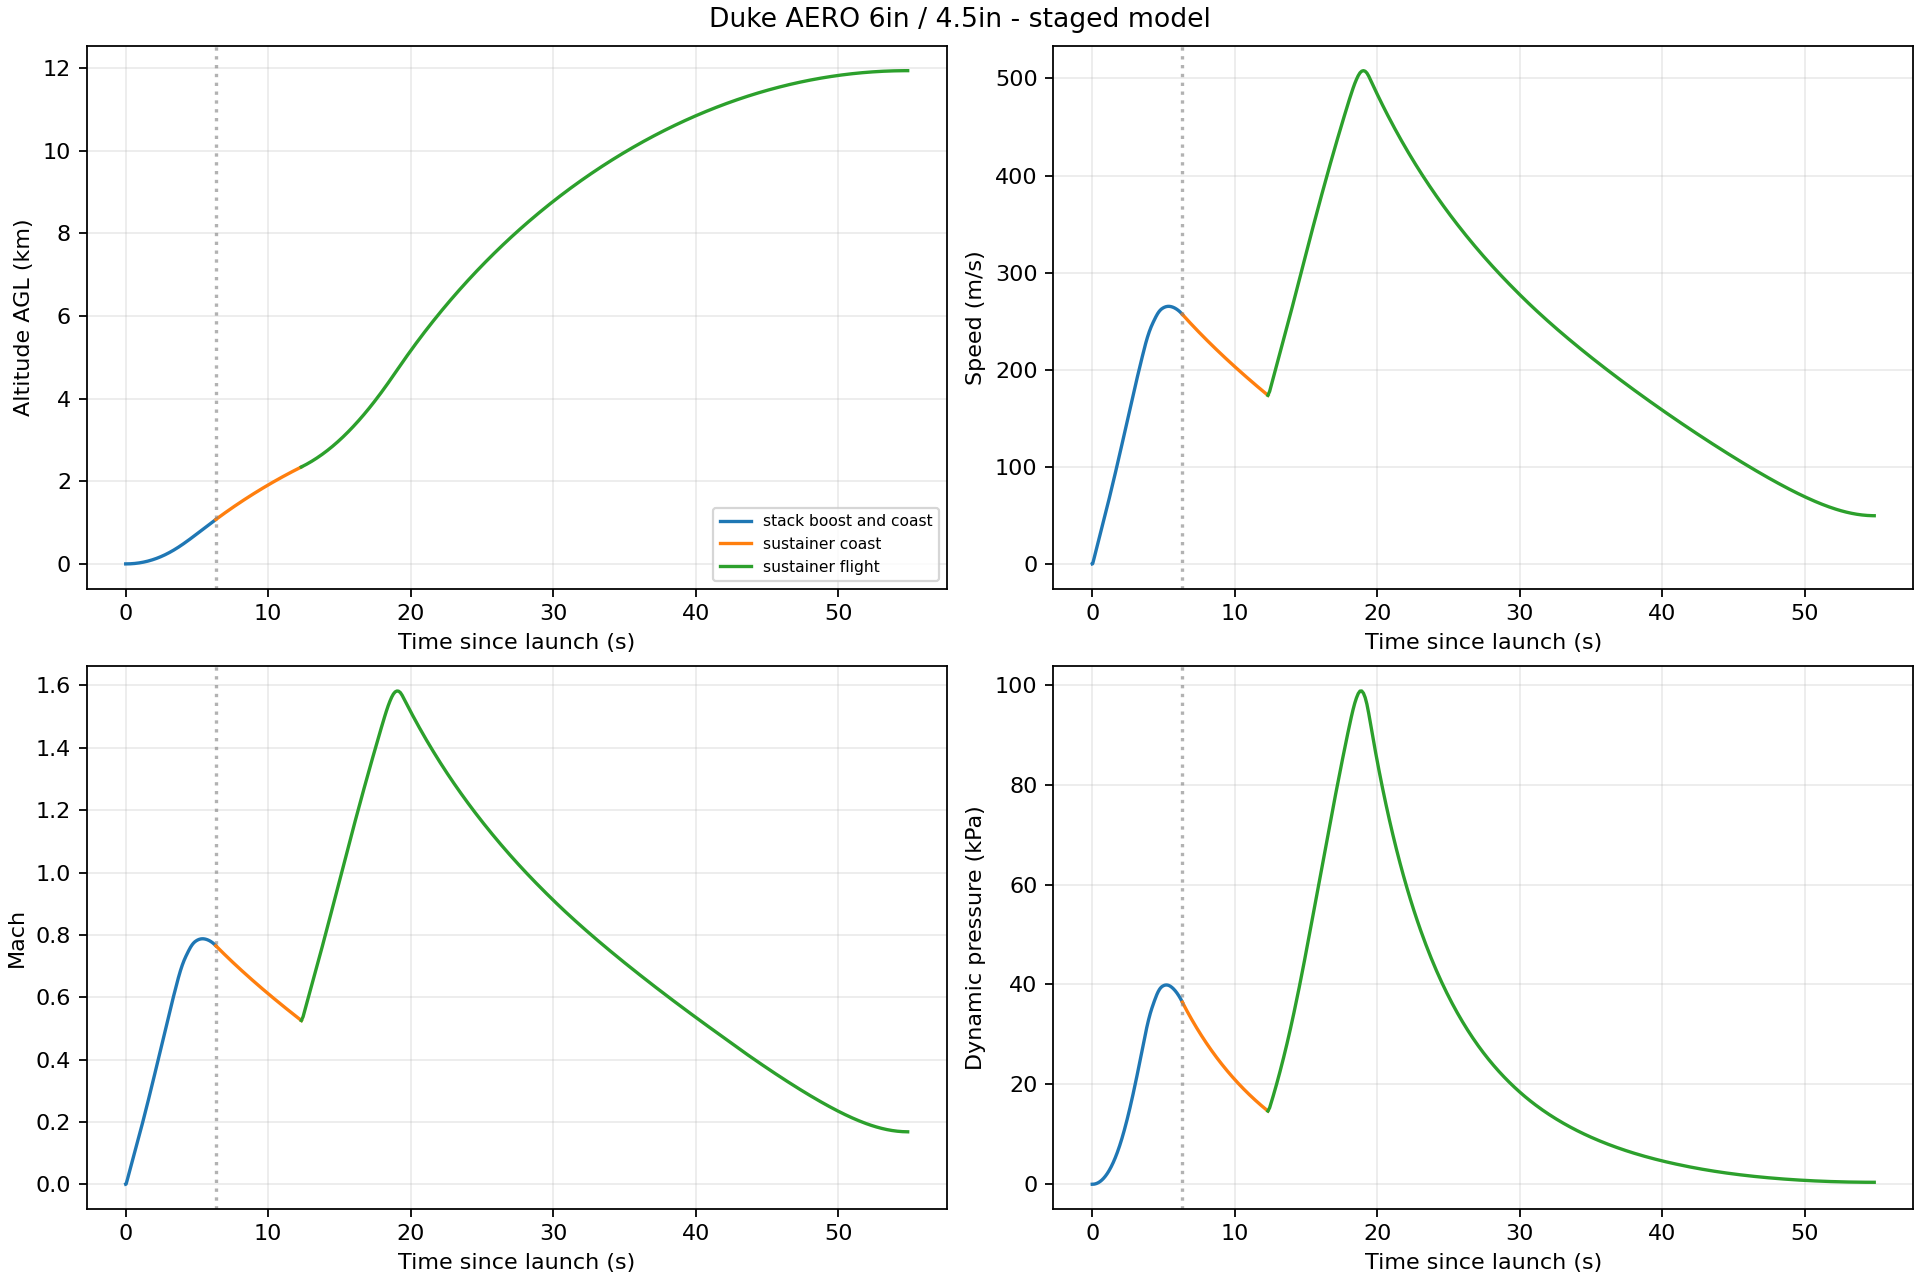 Duke AERO 6in / 4.5in - staged model
Altitude AGL (km)
12
10
8
6
4
2
0
stack boost and coast
sustainer coast
sustainer flight
0 10 20 30 40 50
Time since launch (s)
Speed (m/s)
500
400
300
200
100
0
0 10 20 30 40 50
Time since launch (s)
Mach
1.6
1.4
1.2
1.0
0.8
0.6
0.4
0.2
0.0
0 10 20 30 40 50
Time since launch (s)
Dynamic pressure (kPa)
100
80
60
40
20
0
0 10 20 30 40 50
Time since launch (s)